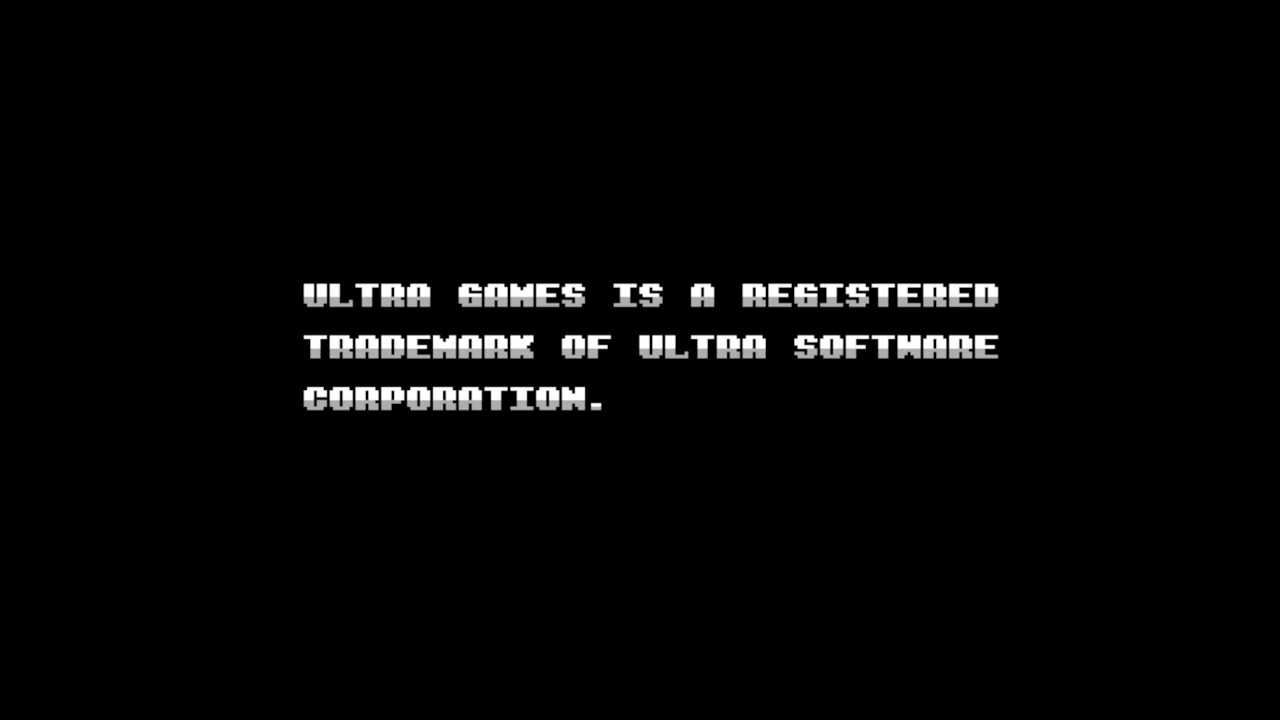 ULTRA GAMES IS A REGISTERED
TRADEMARK OF ULTRA SOFTWARE
CORPORATION.